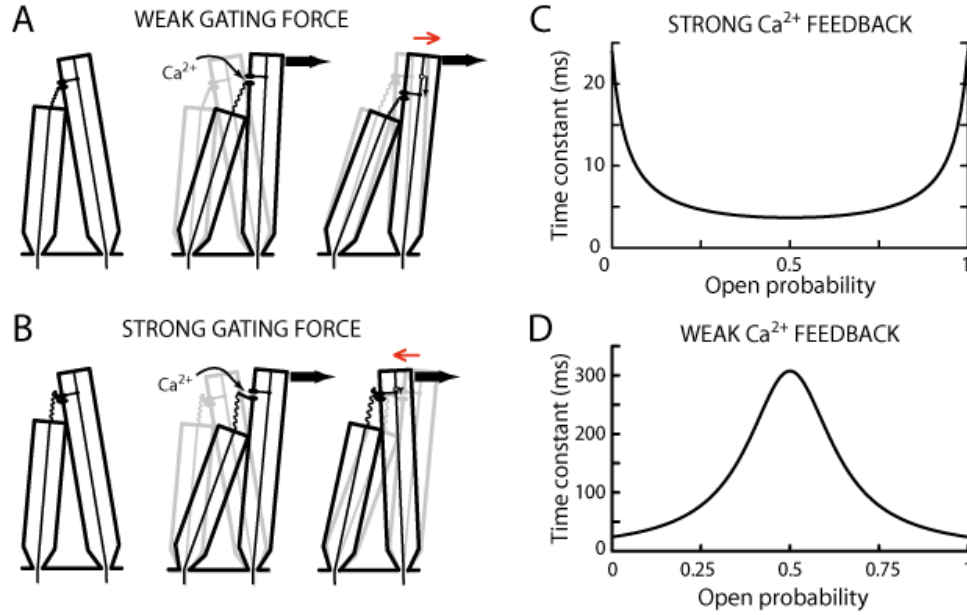 A
WEAK GATING FORCE
Ca²⁺
B
STRONG GATING FORCE
Ca²⁺
C
STRONG Ca²⁺ FEEDBACK
Time constant (ms)
20
10
0
0
0.5
1
Open probability
D
WEAK Ca²⁺ FEEDBACK
Time constant (ms)
300
200
100
0
0
0.25
0.5
0.75
1
Open probability